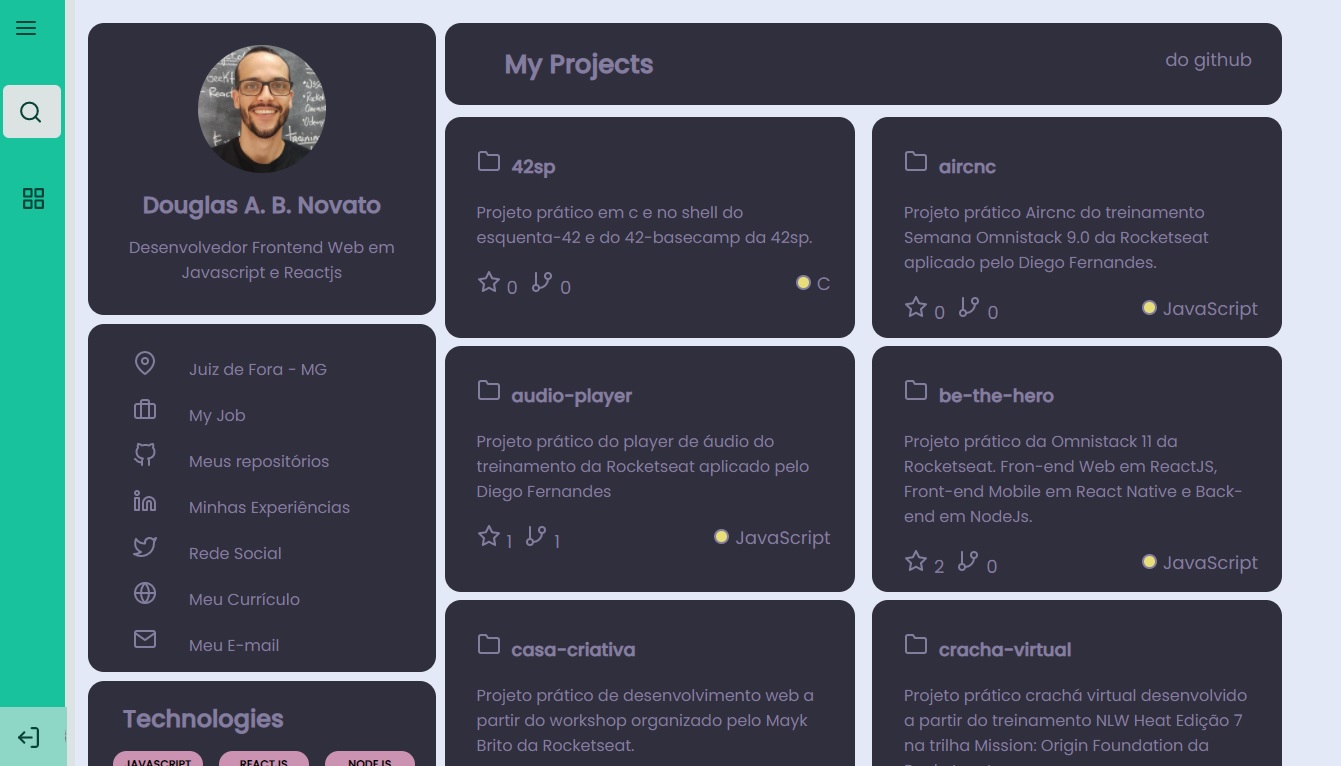 Douglas A. B. Novato
Desenvolvedor Frontend Web em
Javascript e Reactjs
Juiz de Fora - MG
My Job
Meus repositórios
Minhas Experiências
Rede Social
Meu Currículo
Meu E-mail
Technologies
JAVASCRIPT REACTJS NODEJS
My Projects
do github
42sp
Projeto prático em c e no shell do
esquenta-42 e do 42-basecamp da 42sp.
0 0 C
aircnc
Projeto prático Aircnc do treinamento
Semana Omnistack 9.0 da Rocketseat
aplicado pelo Diego Fernandes.
0 0 JavaScript
audio-player
Projeto prático do player de áudio do
treinamento da Rocketseat aplicado pelo
Diego Fernandes
1 1 JavaScript
be-the-hero
Projeto prático da Omnistack 11 da
Rocketseat. Fron-end Web em ReactJS,
Front-end Mobile em React Native e Back-
end em NodeJs.
2 0 JavaScript
casa-criativa
Projeto prático de desenvolvimento web a
partir do workshop organizado pelo Mayk
Brito da Rocketseat.
cracha-virtual
Projeto prático crachá virtual desenvolvido
a partir do treinamento NLW Heat Edição 7
na trilha Mission: Origin Foundation da